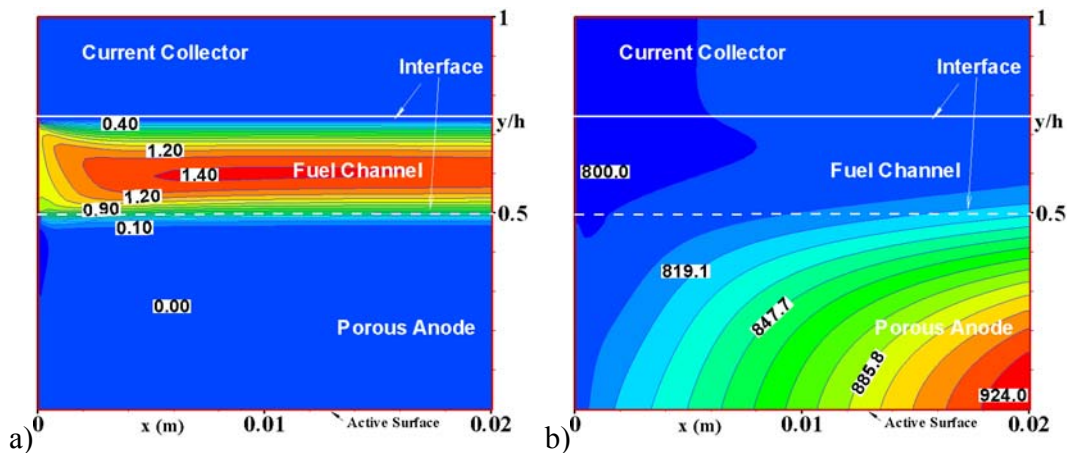 1
Current Collector
Interface
0.40
y/h
1.20
Fuel Channel
1.40
1.20
0.90
0.5
0.10
0.00
Porous Anode
a)
0
x (m)
0.01
Active Surface
0.02
1
Current Collector
Interface
y/h
Fuel Channel
800.0
0.5
819.1
847.7
Porous Anode
885.8
924.0
b)
0
x (m)
0.01
Active Surface
0.02